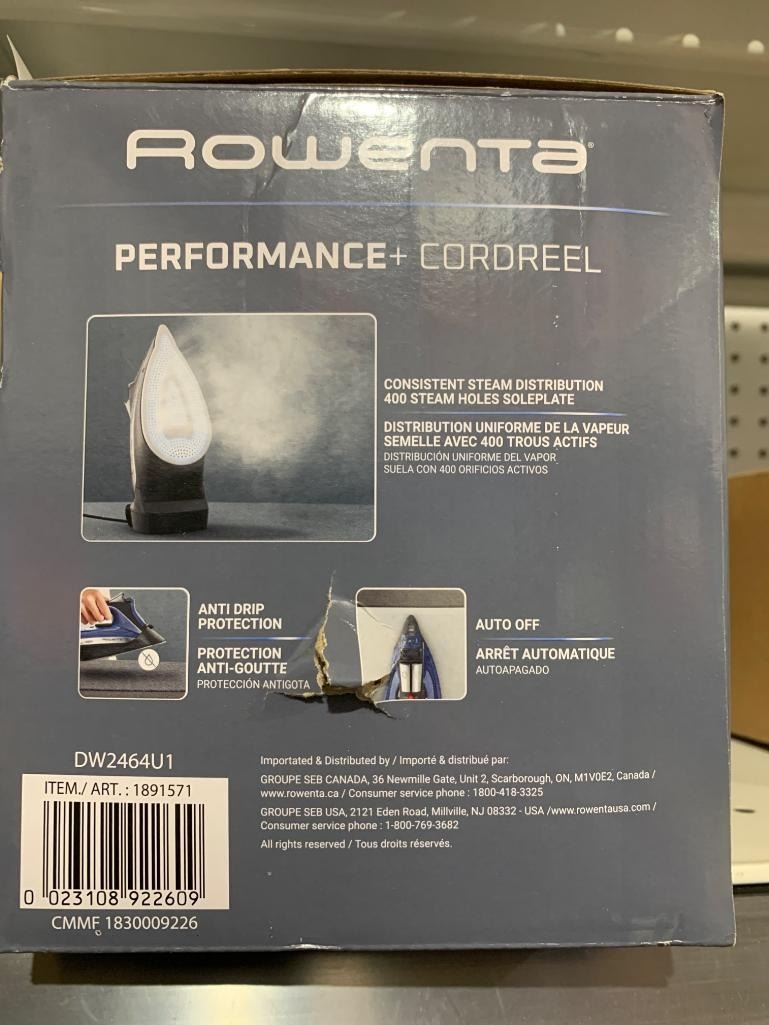 Rowenta®
PERFORMANCE+ CORDREEL
CONSISTENT STEAM DISTRIBUTION
400 STEAM HOLES SOLEPLATE
DISTRIBUTION UNIFORME DE LA VAPEUR
SEMELLE AVEC 400 TROUS ACTIFS
DISTRIBUCIÓN UNIFORME DEL VAPOR
SUELA CON 400 ORIFICIOS ACTIVOS
ANTI DRIP
PROTECTION
PROTECTION
ANTI-GOUTTE
PROTECCIÓN ANTIGOTA
AUTO OFF
ARRÊT AUTOMATIQUE
AUTOAPAGADO
DW2464U1
ITEM./ ART. : 1891571
0 023108 922609
CMMF 1830009226
Imported & Distributed by / Importé & distribué par:
GROUPE SEB CANADA, 36 Newmille Gate, Unit 2, Scarborough, ON, M1V0E2, Canada /
www.rowenta.ca / Consumer service phone : 1800-418-3325
GROUPE SEB USA, 2121 Eden Road, Millville, NJ 08332 - USA /www.rowentausa.com /
Consumer service phone : 1-800-769-3682
All rights reserved / Tous droits réservés.